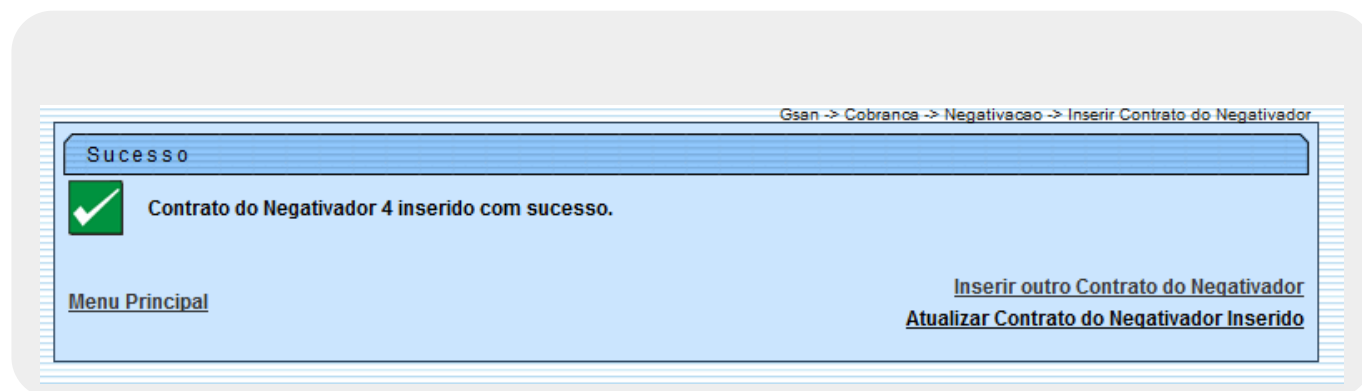 Gsan -> Cobranca -> Negativacao -> Inserir Contrato do Negativador
Sucesso
Contrato do Negativador 4 inserido com sucesso.
Inserir outro Contrato do Negativador
Menu Principal
Atualizar Contrato do Negativador Inserido